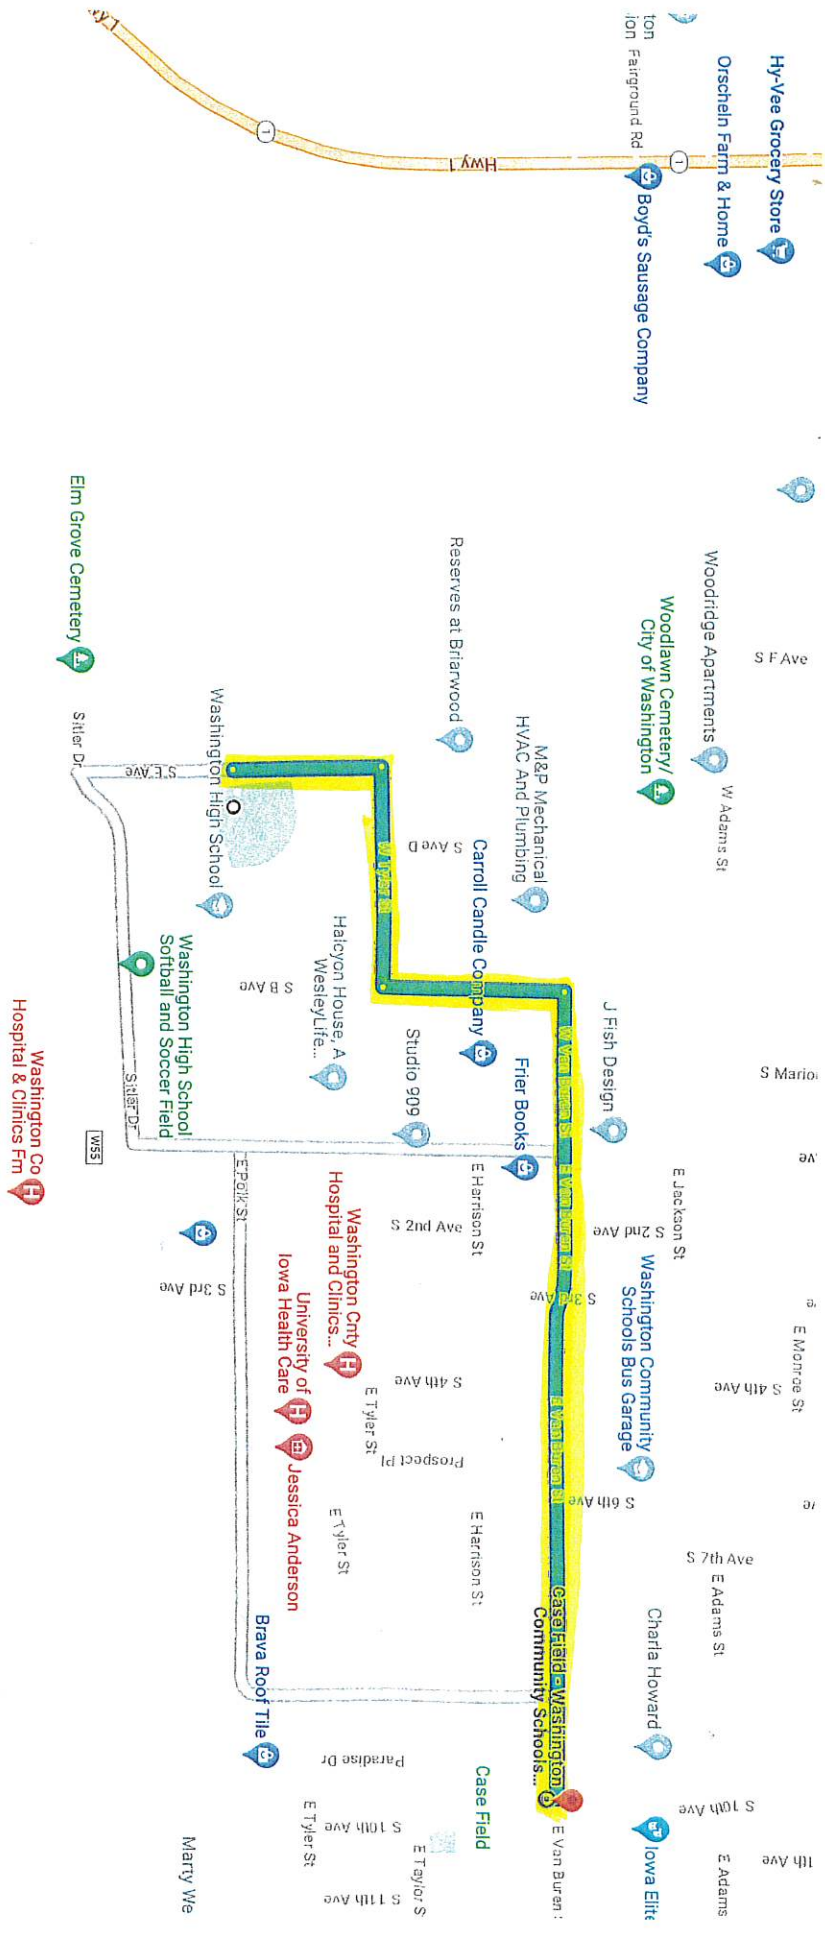 Hy-Vee Grocery Store
Orscheln Farm & Home
ton
ion
Fairground Rd
Boyd's Sausage Company
1
Hwy 1
1
S F Ave
Woodridge Apartments
W Adams St
Woodlawn Cemetery/
City of Washington
M&P Mechanical
HVAC And Plumbing
Reserves at Briarwood
S Ave D
Carroll Candle Company
W Tyler St
Washington High School
S E Ave
Sitler Dr
Elm Grove Cemetery
S Mario
J Fish Design
W Van Buren St
Frier Books
Studio 909
Halcyon House, A
WesleyLife...
S B Ave
Washington High School
Softball and Soccer Field
Sitler Dr
W55
Washington Co
Hospital & Clinics Fm
E Jackson St
S 2nd Ave
E Van Buren St
E Harrison St
S 2nd Ave
E Polk St
S 3rd Ave
S 3rd Ave
Washington Cnty
Hospital and Clinics...
University of
Iowa Health Care
Jessica Anderson
E Monroe St
S 4th Ave
Washington Community
Schools Bus Garage
S 4th Ave
E Tyler St
Prospect Pl
E Van Buren St
S 6th Ave
S 7th Ave
E Adams St
E Harrison St
E Tyler St
Charla Howard
Case Field - Washington
Community Schools...
Brava Roof Tile
Paradise Dr
Case Field
S 10th Ave
Iowa Elite
E Van Buren
S 10th Ave
E Tyler St
E Taylor S
S 11th Ave
1th Ave
E Adams
Marty We